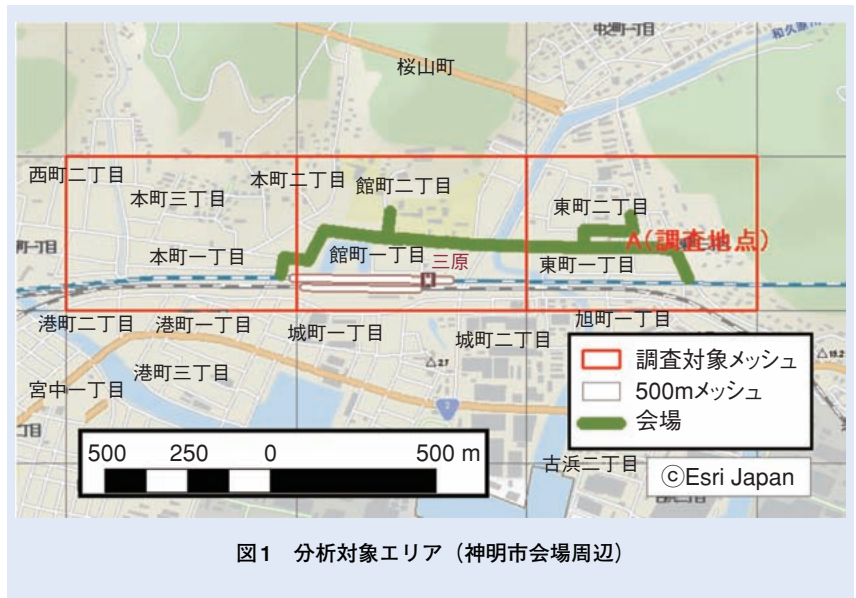 中之町一丁目
和久原川
桜山町
西町二丁目
本町二丁目
館町二丁目
本町三丁目
東町二丁目
A(調査地点)
本町一丁目
館町一丁目
三原
東町一丁目
港町二丁目
港町一丁目
城町一丁目
旭町一丁目
城町二丁目
港町三丁目
宮中一丁目
2
古浜二丁目
調査対象メッシュ
500mメッシュ
会場
500 250 0 500 m
©Esri Japan
図1 分析対象エリア（神明市会場周辺）